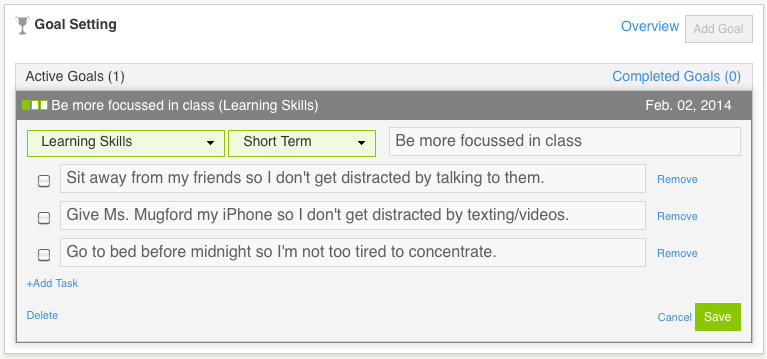 Goal Setting
Overview
Add Goal
Active Goals (1)
Completed Goals (0)
Be more focussed in class (Learning Skills)
Feb. 02, 2014
Learning Skills
Short Term
Be more focussed in class
Sit away from my friends so I don't get distracted by talking to them.
Remove
Give Ms. Mugford my iPhone so I don't get distracted by texting/videos.
Remove
Go to bed before midnight so I'm not too tired to concentrate.
Remove
+Add Task
Delete
Cancel
Save